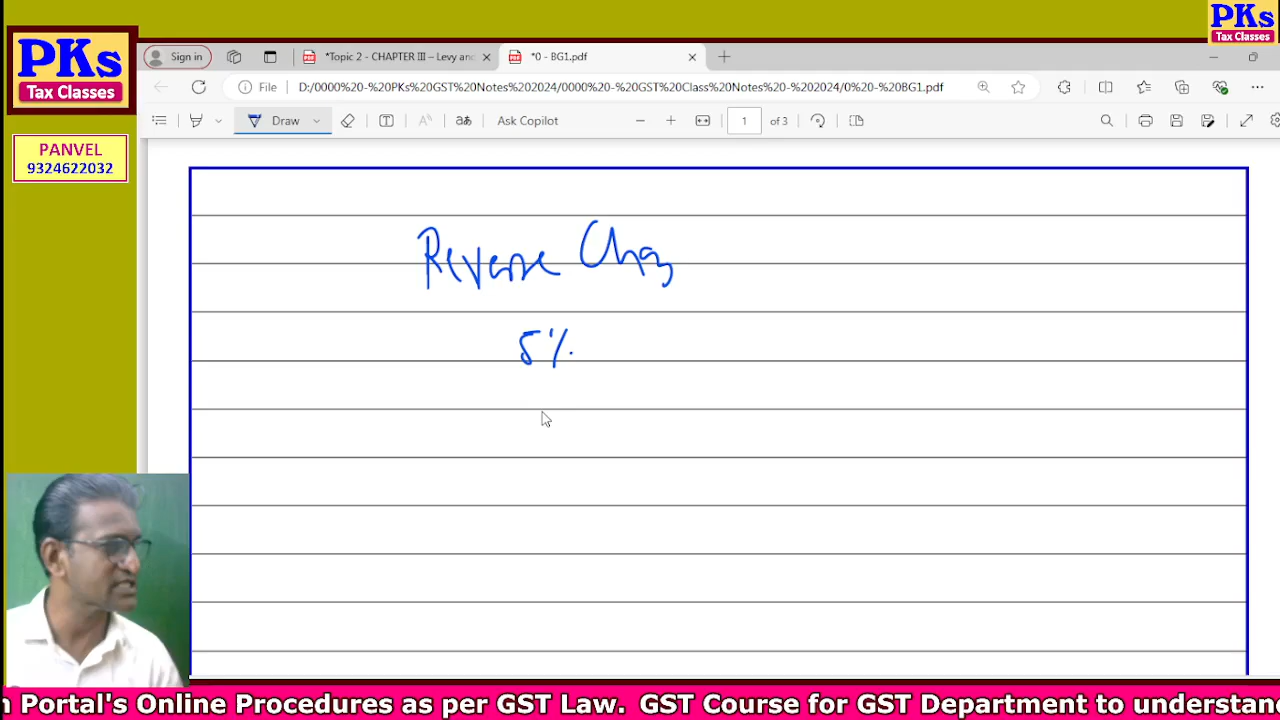 PKs
Tax Classes
PKs
Tax Classes
PANVEL
9324622032
Sign in
*Topic 2 - CHAPTER III – Levy and
*0 - BG1.pdf
File
D:/0000%20-%20PKs%20GST%20Notes%202024/0000%20-%20GST%20Class%20Notes%20-%202024/0%20-%20BG1.pdf
Draw
Ask Copilot
1 of 3
Reverse Charg
5%
n Portal's Online Procedures as per GST Law. GST Course for GST Department to understan